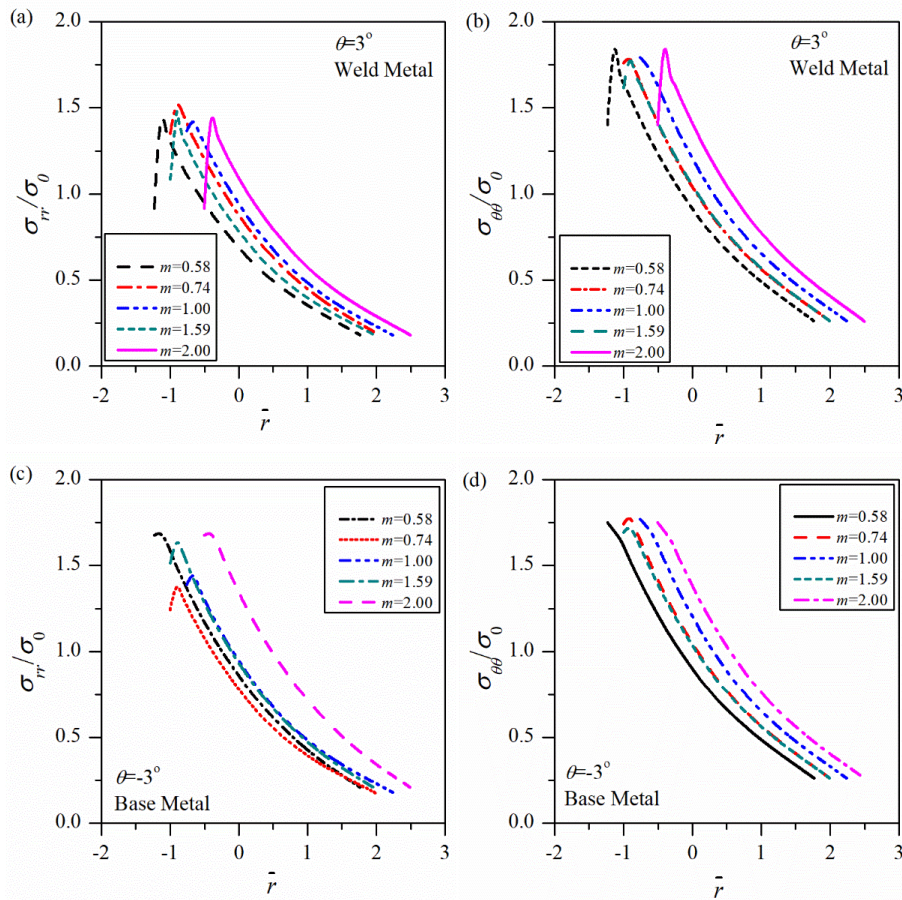 (a)
2.0
1.5
1.0
0.5
0.0
σrr/σ0
θ=3°
Weld Metal
m=0.58
m=0.74
m=1.00
m=1.59
m=2.00
-2 -1 0 1 2 3
r̄
(b)
2.0
1.5
1.0
0.5
0.0
σθθ/σ0
θ=3°
Weld Metal
m=0.58
m=0.74
m=1.00
m=1.59
m=2.00
-2 -1 0 1 2 3
r̄
(c)
2.0
1.5
1.0
0.5
0.0
σrr/σ0
m=0.58
m=0.74
m=1.00
m=1.59
m=2.00
θ=-3°
Base Metal
-2 -1 0 1 2 3
r̄
(d)
2.0
1.5
1.0
0.5
0.0
σθθ/σ0
m=0.58
m=0.74
m=1.00
m=1.59
m=2.00
θ=-3°
Base Metal
-2 -1 0 1 2 3
r̄